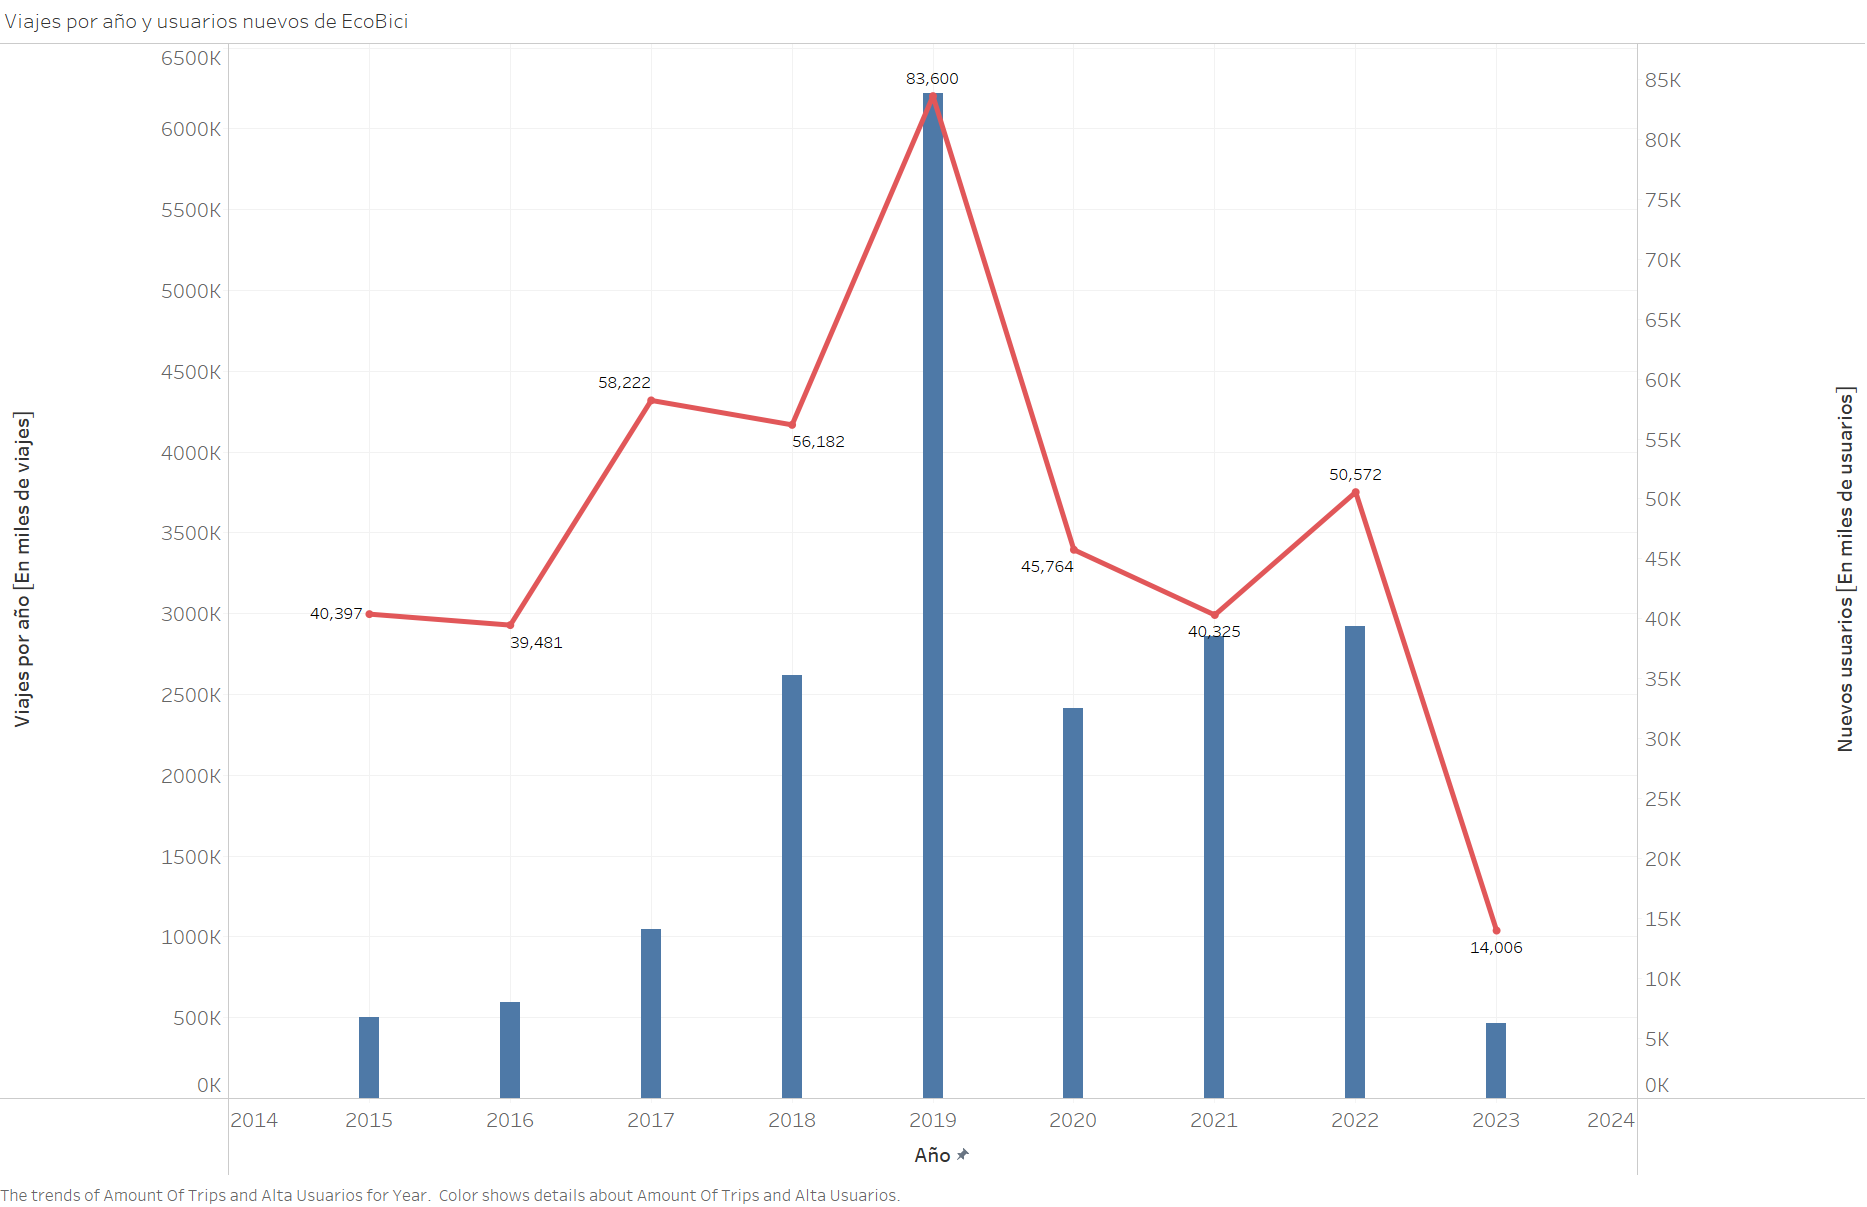 Viajes por año y usuarios nuevos de EcoBici
Viajes por año [En miles de viajes]
6500K
6000K
5500K
5000K
4500K
4000K
3500K
3000K
2500K
2000K
1500K
1000K
500K
0K
40,397
39,481
58,222
56,182
83,600
45,764
40,325
50,572
14,006
85K
80K
75K
70K
65K
60K
55K
50K
45K
40K
35K
30K
25K
20K
15K
10K
5K
0K
Nuevos usuarios [En miles de usuarios]
2014 2015 2016 2017 2018 2019 2020 2021 2022 2023 2024
Año
The trends of Amount Of Trips and Alta Usuarios for Year. Color shows details about Amount Of Trips and Alta Usuarios.